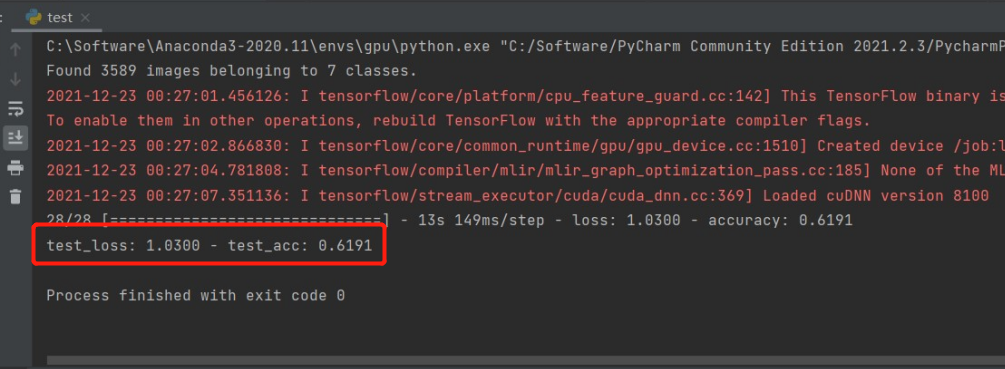 : test
C:\Software\Anaconda3-2020.11\envs\gpu\python.exe "C:/Software/PyCharm Community Edition 2021.2.3/PycharmP
Found 3589 images belonging to 7 classes.
2021-12-23 00:27:01.456126: I tensorflow/core/platform/cpu_feature_guard.cc:142] This TensorFlow binary is
To enable them in other operations, rebuild TensorFlow with the appropriate compiler flags.
2021-12-23 00:27:02.866830: I tensorflow/core/common_runtime/gpu/gpu_device.cc:1510] Created device /job:l
2021-12-23 00:27:04.781808: I tensorflow/compiler/mlir/mlir_graph_optimization_pass.cc:185] None of the ML
2021-12-23 00:27:07.351136: I tensorflow/stream_executor/cuda/cuda_dnn.cc:369] Loaded cuDNN version 8100
28/28 [==============================] - 13s 149ms/step - loss: 1.0300 - accuracy: 0.6191
test_loss: 1.0300 - test_acc: 0.6191
Process finished with exit code 0